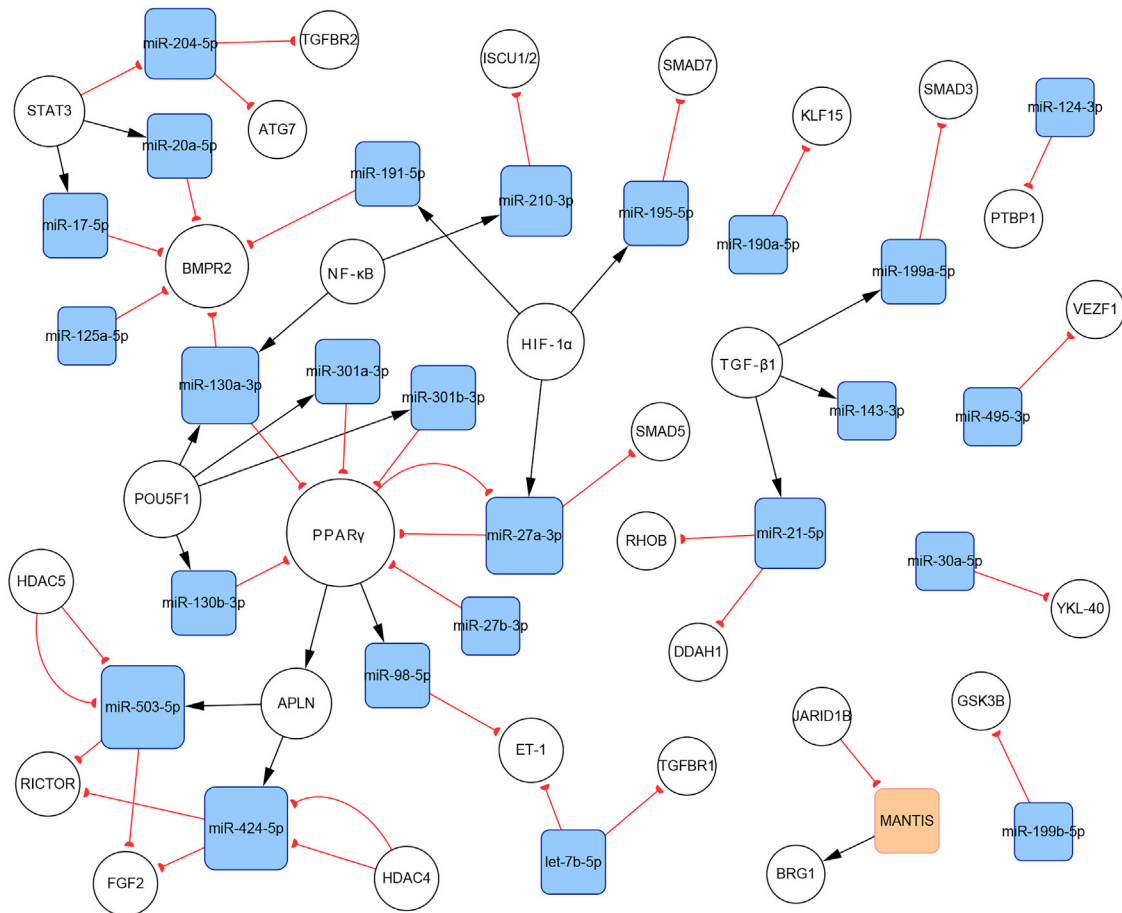 miR-204-5p
TGFBR2
ISCU1/2
SMAD7
SMAD3
STAT3
ATG7
KLF15
miR-124-3p
miR-20a-5p
miR-191-5p
miR-210-3p
miR-195-5p
PTBP1
miR-17-5p
miR-190a-5p
BMPR2
NF-κB
miR-199a-5p
VEZF1
miR-125a-5p
HIF-1α
TGF-β1
miR-130a-3p
miR-301a-3p
miR-301b-3p
miR-143-3p
miR-495-3p
SMAD5
POU5F1
PPARγ
miR-27a-3p
RHOB
miR-21-5p
miR-30a-5p
HDAC5
miR-130b-3p
miR-27b-3p
YKL-40
DDAH1
miR-98-5p
miR-503-5p
APLN
JARID1B
GSK3B
ET-1
TGFBR1
RICTOR
miR-424-5p
MANTIS
miR-199b-5p
let-7b-5p
BRG1
FGF2
HDAC4